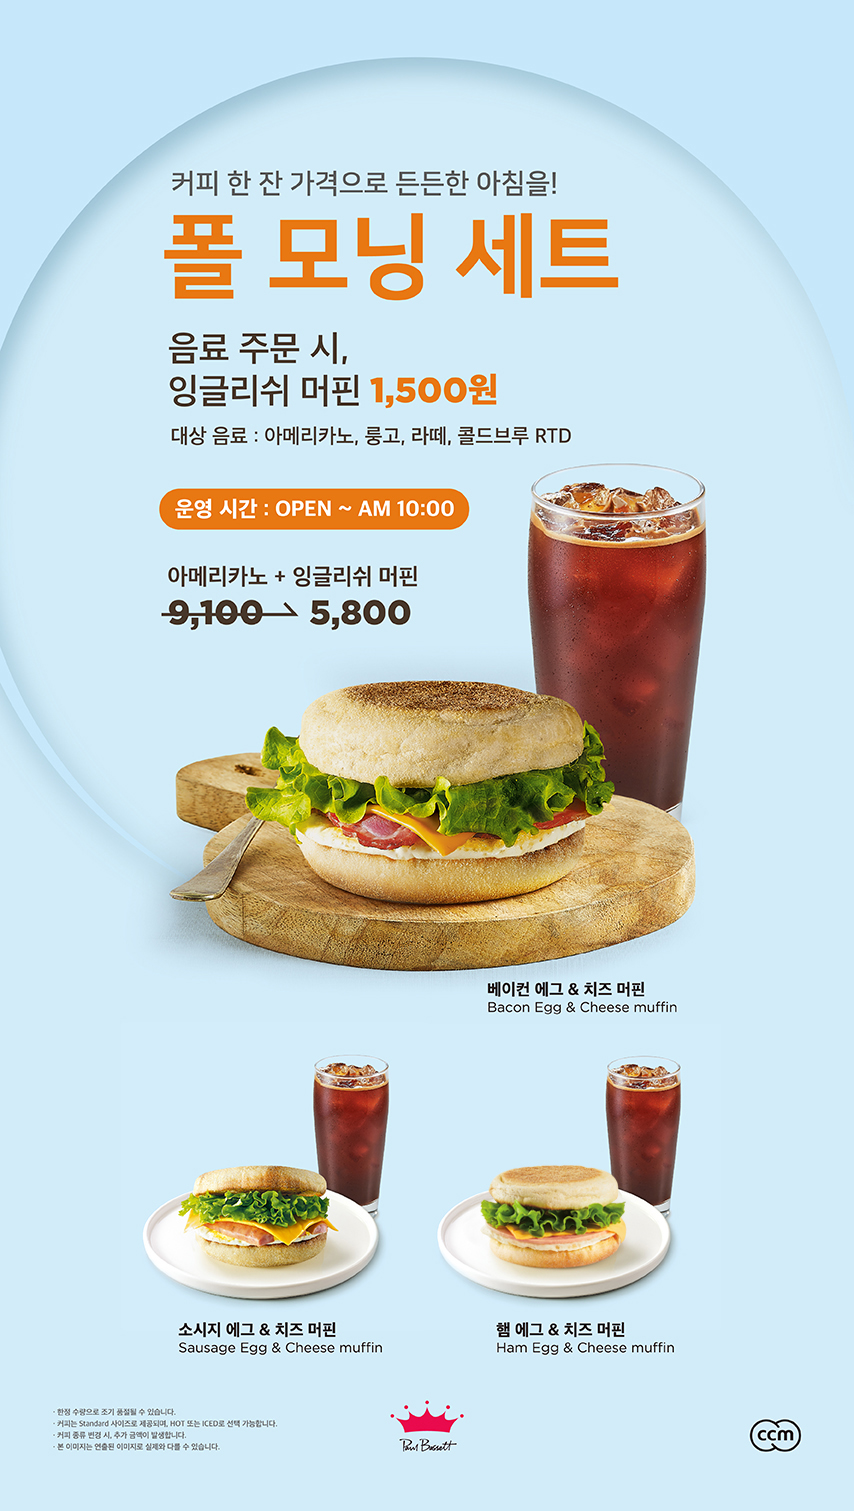 커피 한 잔 가격으로 든든한 아침을!
폴 모닝 세트
음료 주문 시,
잉글리쉬 머핀 1,500원
대상 음료 : 아메리카노, 룽고, 라떼, 콜드브루 RTD
운영 시간 : OPEN ~ AM 10:00
아메리카노 + 잉글리쉬 머핀
9,100 → 5,800
베이컨 에그 & 치즈 머핀
Bacon Egg & Cheese muffin
소시지 에그 & 치즈 머핀
Sausage Egg & Cheese muffin
햄 에그 & 치즈 머핀
Ham Egg & Cheese muffin
· 한정 수량으로 조기 품절될 수 있습니다.
· 커피는 Standard 사이즈로 제공되며, HOT 또는 ICED로 선택 가능합니다.
· 커피 종류 변경 시, 추가 금액이 발생합니다.
· 본 이미지는 연출된 이미지로 실제와 다를 수 있습니다.
Paul Bassett
ccm